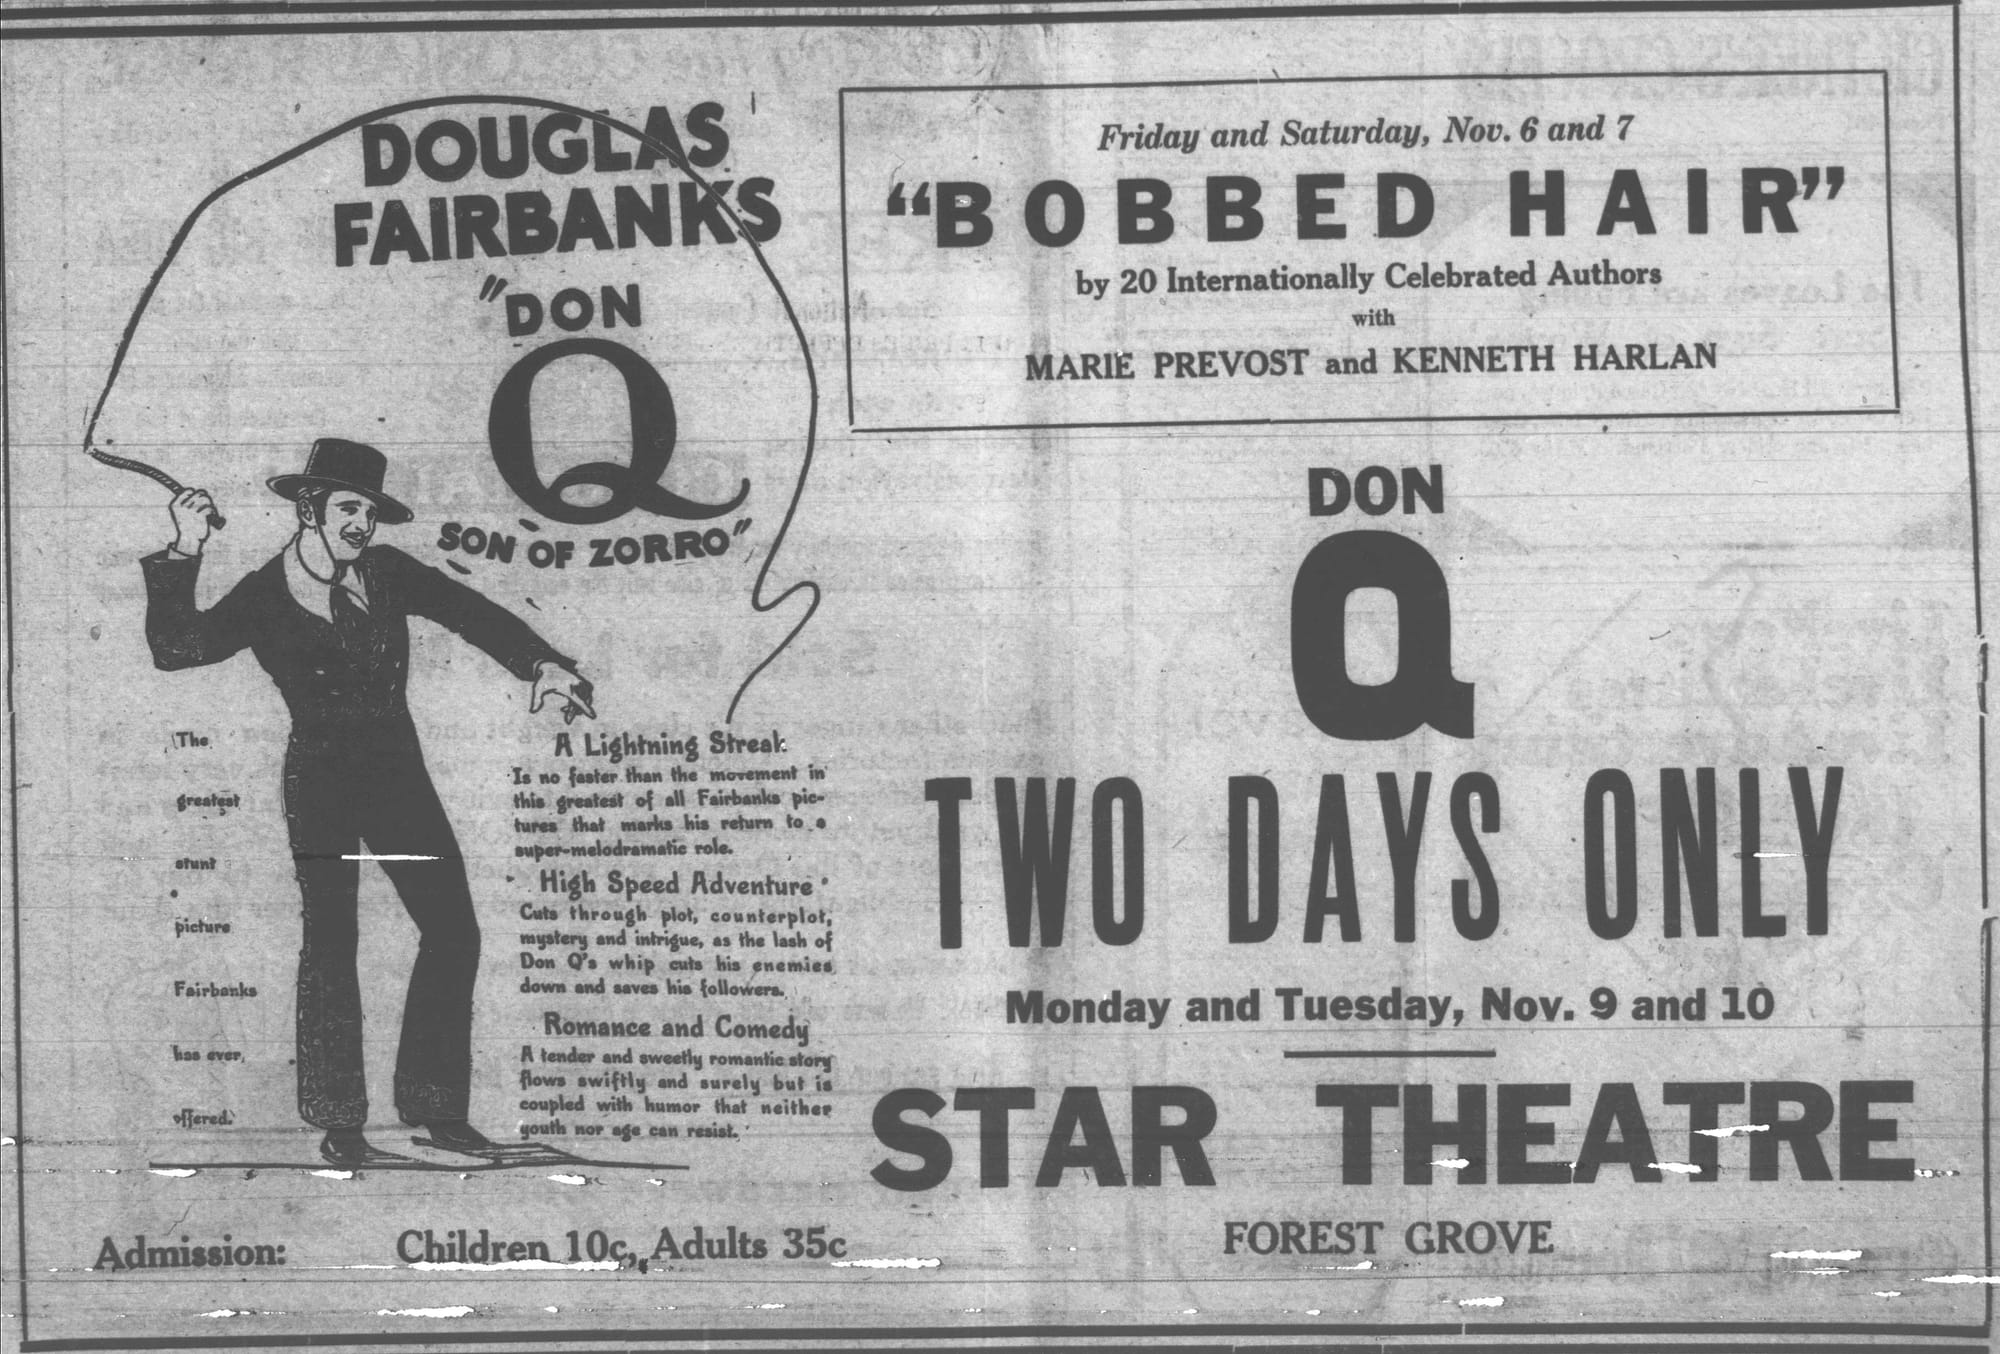 DOUGLAS
FAIRBANKS
"DON
Q
SON OF ZORRO"
The
greatest
stunt
picture
Fairbanks
has ever,
offered.
A Lightning Streak
Is no faster than the movement in
this greatest of all Fairbanks pic-
tures that marks his return to a
super-melodramatic role.
High Speed Adventure
Cuts through plot, counterplot,
mystery and intrigue, as the lash of
Don Q's whip cuts his enemies
down and saves his followers.
Romance and Comedy
A tender and sweetly romantic story
flows swiftly and surely but is
coupled with humor that neither
youth nor age can resist.
Admission: Children 10c, Adults 35c
Friday and Saturday, Nov. 6 and 7
"BOBBED HAIR"
by 20 Internationally Celebrated Authors
with
MARIE PREVOST and KENNETH HARLAN
DON
Q
TWO DAYS ONLY
Monday and Tuesday, Nov. 9 and 10
STAR THEATRE
FOREST GROVE